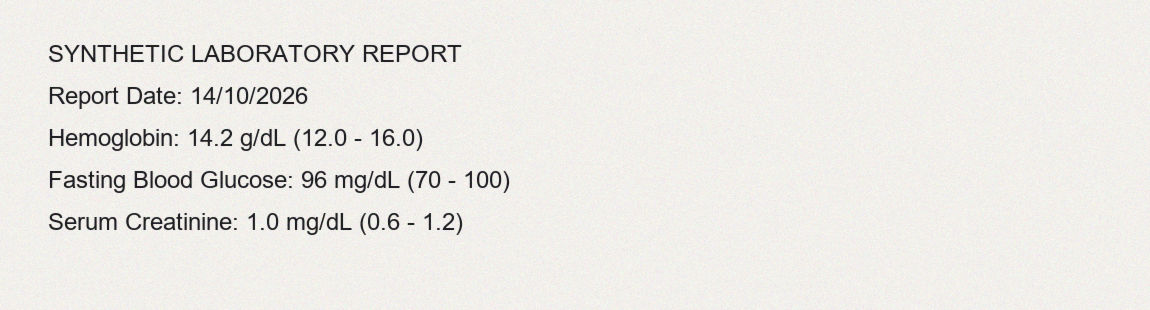 SYNTHETIC LABORATORY REPORT
Report Date: 14/10/2026
Hemoglobin: 14.2 g/dL (12.0 - 16.0)
Fasting Blood Glucose: 96 mg/dL (70 - 100)
Serum Creatinine: 1.0 mg/dL (0.6 - 1.2)